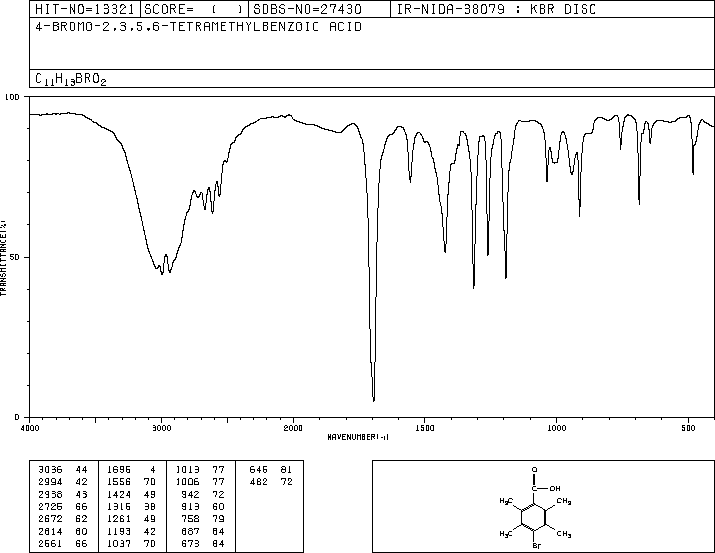 HIT-NO=13321 SCORE= ( ) SDBS-NO=27430 IR-NIDA-38079 : KBR DISC
4-BROMO-2,3,5,6-TETRAMETHYLBENZOIC ACID
C11H13BRO2
100
50
0
TRANSMITTANCE(%)
4000 3000 2000 1500 1000 500
WAVENUMBER(-1)
3036 44 1695 4 1013 77 646 81
2994 42 1556 70 1006 77 482 72
2938 43 1424 49 942 72
2725 66 1315 38 913 60
2672 62 1261 49 758 79
2614 60 1193 42 687 64
2561 66 1037 70 673 84
O
C OH
H3C CH3
H3C CH3
Br